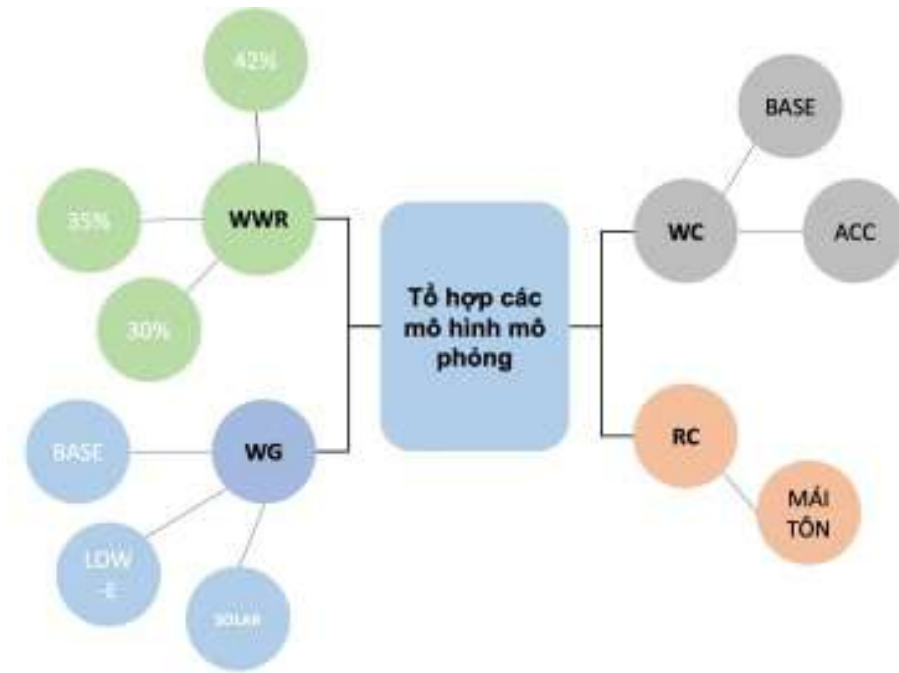 42%
35%
WWR
30%
BASE
WG
LOW
-E
SOLAR
Tổ hợp các
mô hình mô
phỏng
BASE
WC
ACC
RC
MÁI
TÔN